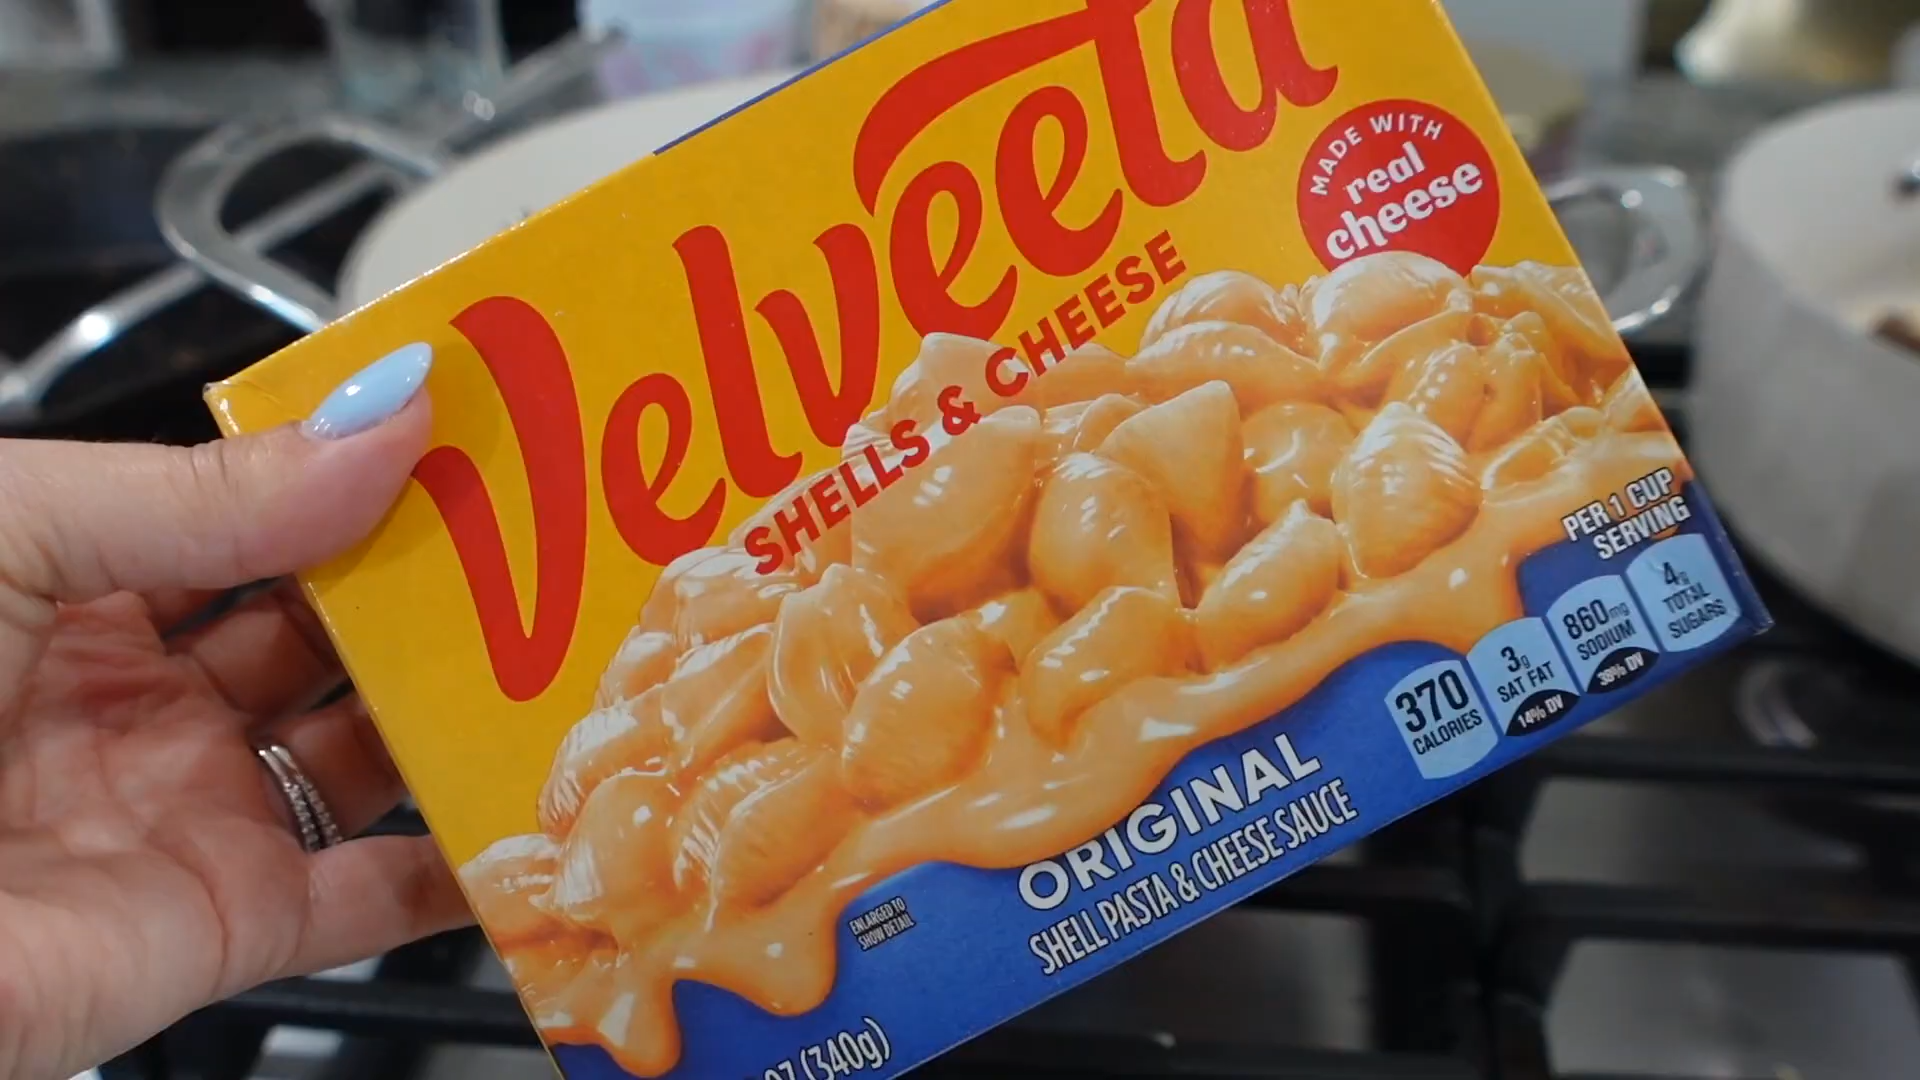 Velveeta
SHELLS & CHEESE
MADE WITH
real
cheese
PER 1 CUP
SERVING
370
CALORIES
3g
SAT FAT
14% DV
860mg
SODIUM
38% DV
4g
TOTAL
SUGARS
ORIGINAL
SHELL PASTA & CHEESE SAUCE
ENLARGED TO
SHOW DETAIL
OZ (340g)